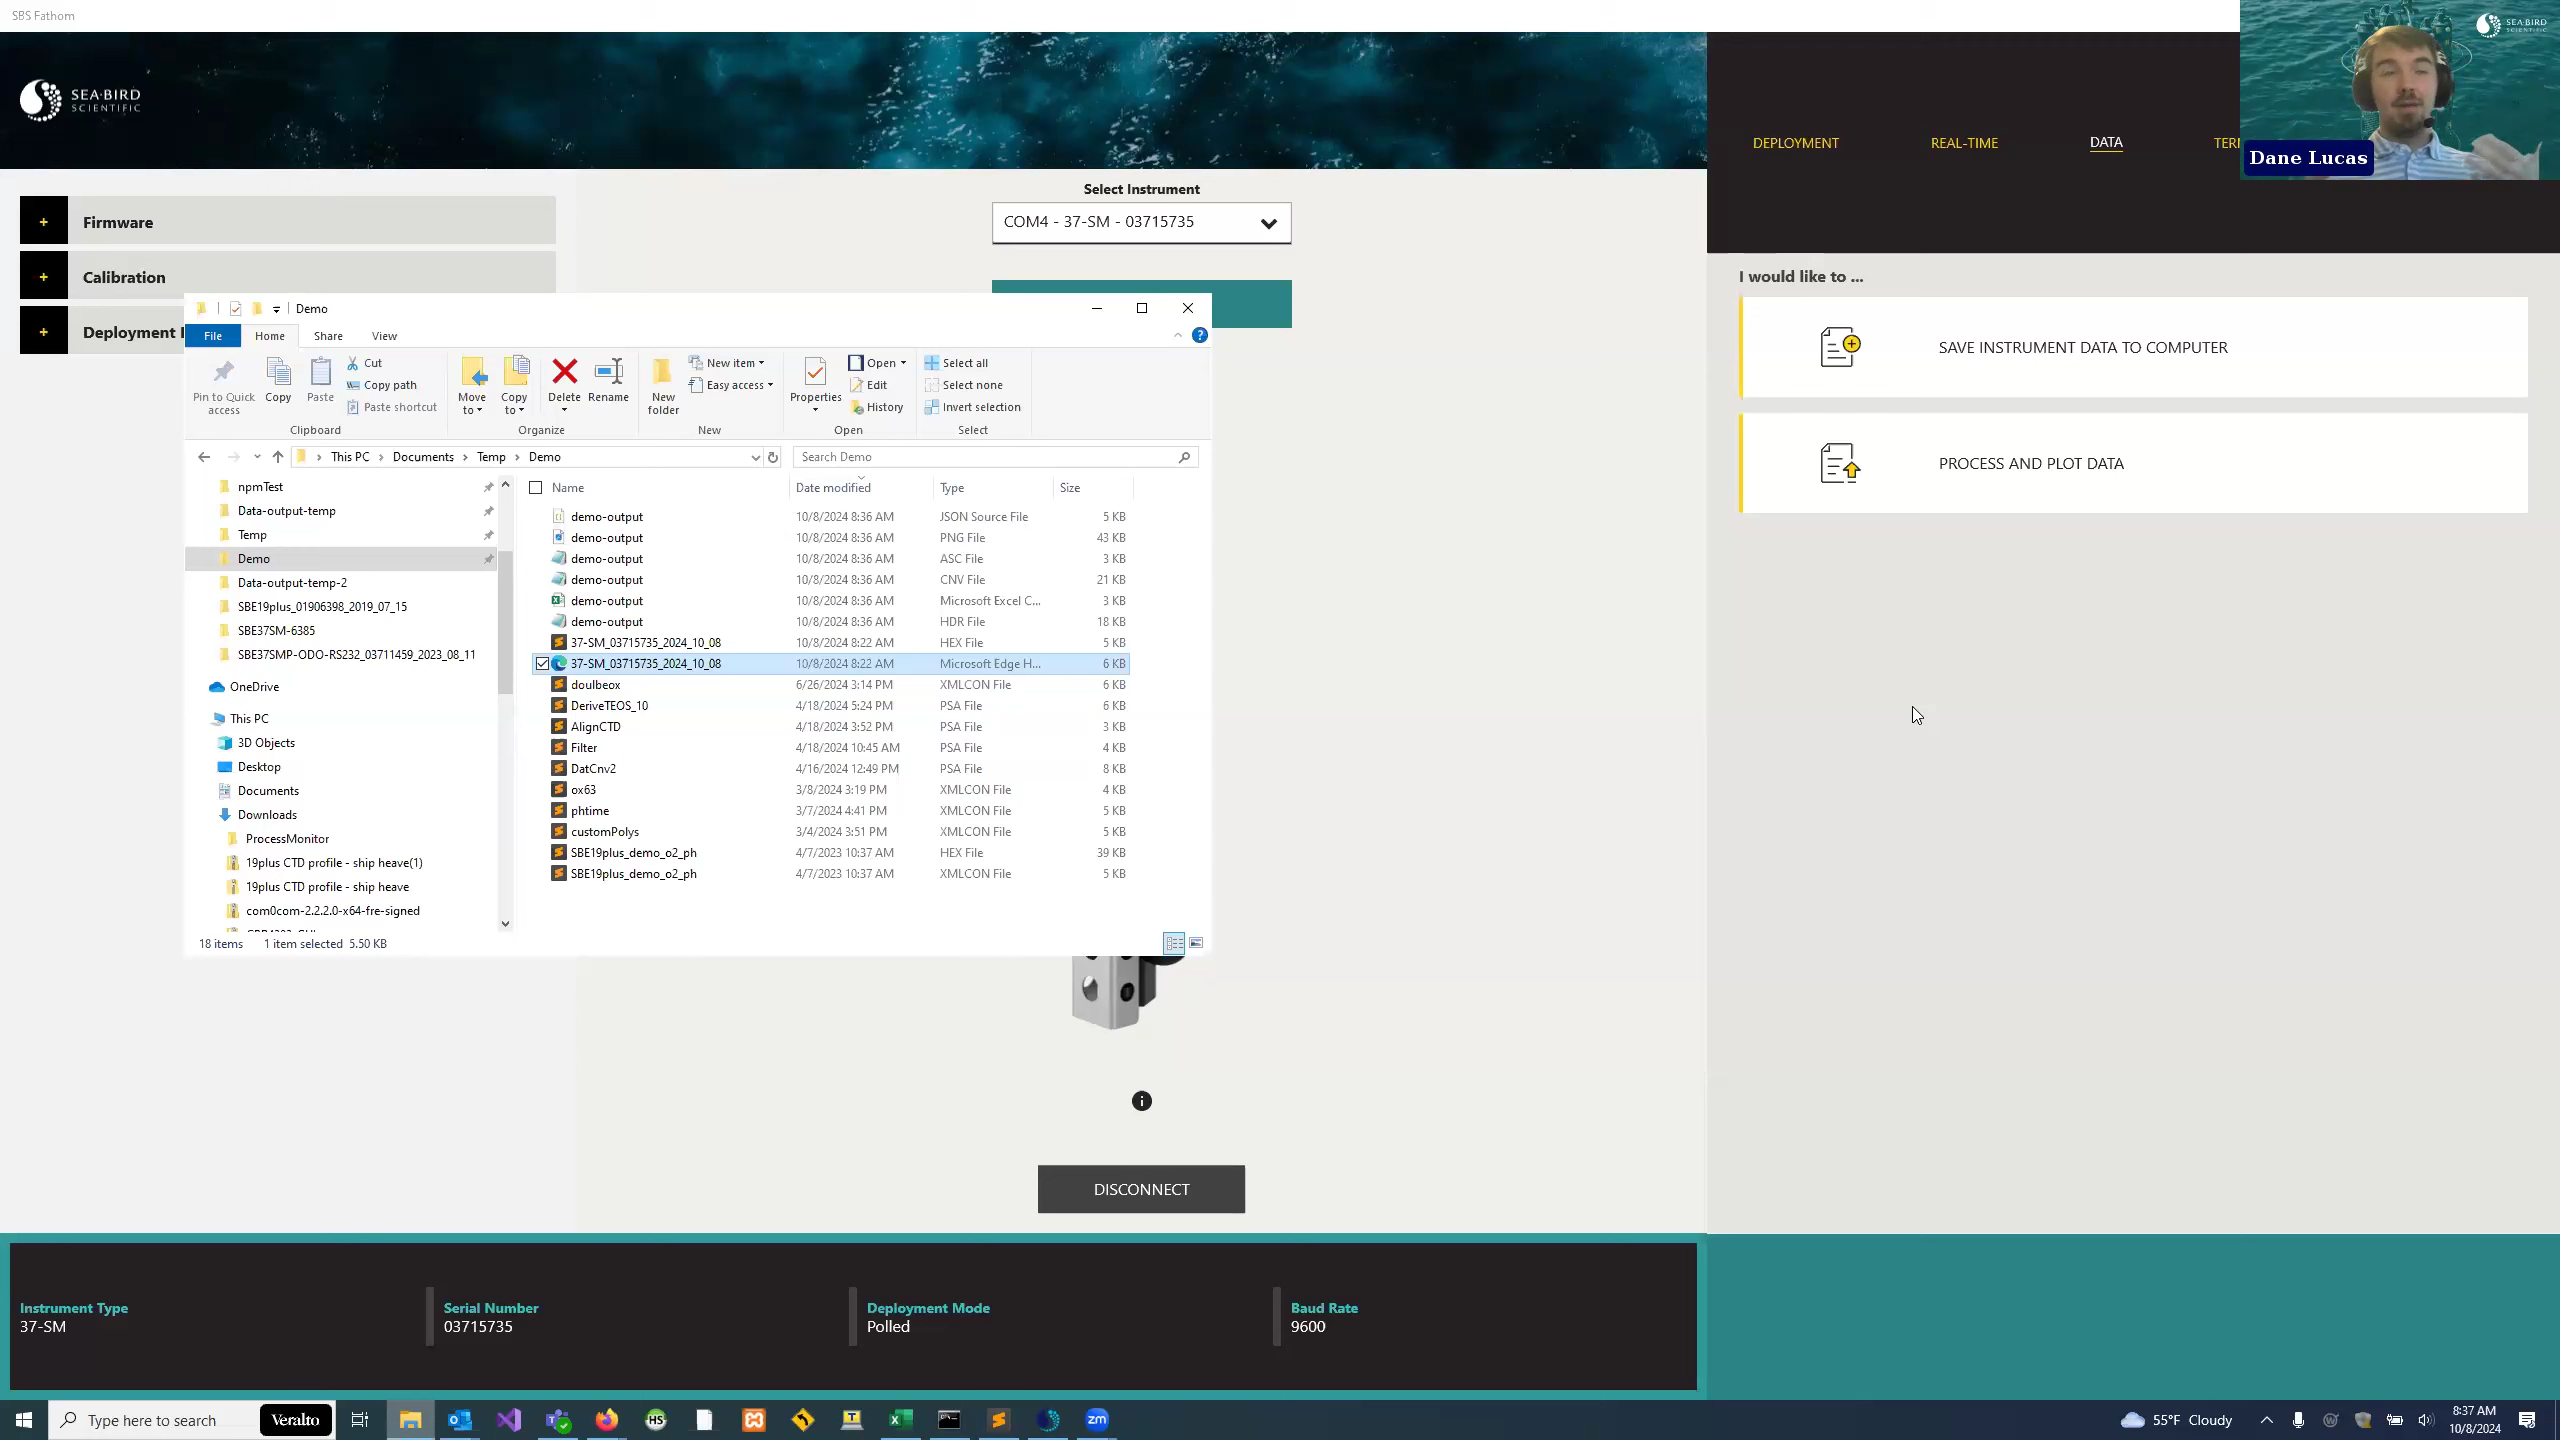 SBS Fathom
SEA·BIRD
SCIENTIFIC
DEPLOYMENT
REAL-TIME
DATA
SEA·BIRD
SCIENTIFIC
Dane Lucas
+ Firmware
+ Calibration
+ Deployment
Select Instrument
COM4 - 37-SM - 03715735
I would like to ...
SAVE INSTRUMENT DATA TO COMPUTER
PROCESS AND PLOT DATA
Demo
File Home Share View
Pin to Quick access
Copy
Paste
Cut
Copy path
Paste shortcut
Clipboard
Move to
Copy to
Delete
Rename
Organize
New folder
New item
Easy access
New
Properties
Open
Edit
History
Open
Select all
Select none
Invert selection
Select
This PC > Documents > Temp > Demo
Search Demo
npmTest
Data-output-temp
Temp
Demo
Data-output-temp-2
SBE19plus_01906398_2019_07_15
SBE37SM-6385
SBE37SMP-ODO-RS232_03711459_2023_08_11
OneDrive
This PC
3D Objects
Desktop
Documents
Downloads
ProcessMonitor
19plus CTD profile - ship heave(1)
19plus CTD profile - ship heave
com0com-2.2.2.0-x64-fre-signed
Name Date modified Type Size
demo-output 10/8/2024 8:36 AM JSON Source File 5 KB
demo-output 10/8/2024 8:36 AM PNG File 43 KB
demo-output 10/8/2024 8:36 AM ASC File 3 KB
demo-output 10/8/2024 8:36 AM CNV File 21 KB
demo-output 10/8/2024 8:36 AM Microsoft Excel C... 3 KB
demo-output 10/8/2024 8:36 AM HDR File 18 KB
37-SM_03715735_2024_10_08 10/8/2024 8:22 AM HEX File 5 KB
37-SM_03715735_2024_10_08 10/8/2024 8:22 AM Microsoft Edge H... 6 KB
doulbeox 6/26/2024 3:14 PM XMLCON File 6 KB
DeriveTEOS_10 4/18/2024 5:24 PM PSA File 6 KB
AlignCTD 4/18/2024 3:52 PM PSA File 3 KB
Filter 4/18/2024 10:45 AM PSA File 4 KB
DatCnv2 4/16/2024 12:49 PM PSA File 8 KB
ox63 3/8/2024 3:19 PM XMLCON File 4 KB
phtime 3/7/2024 4:41 PM XMLCON File 5 KB
customPolys 3/4/2024 3:51 PM XMLCON File 5 KB
SBE19plus_demo_o2_ph 4/7/2023 10:37 AM HEX File 39 KB
SBE19plus_demo_o2_ph 4/7/2023 10:37 AM XMLCON File 5 KB
18 items 1 item selected 5.50 KB
DISCONNECT
Instrument Type
37-SM
Serial Number
03715735
Deployment Mode
Polled
Baud Rate
9600
Type here to search
Veralto
HS
zm
55°F Cloudy
8:37 AM
10/8/2024